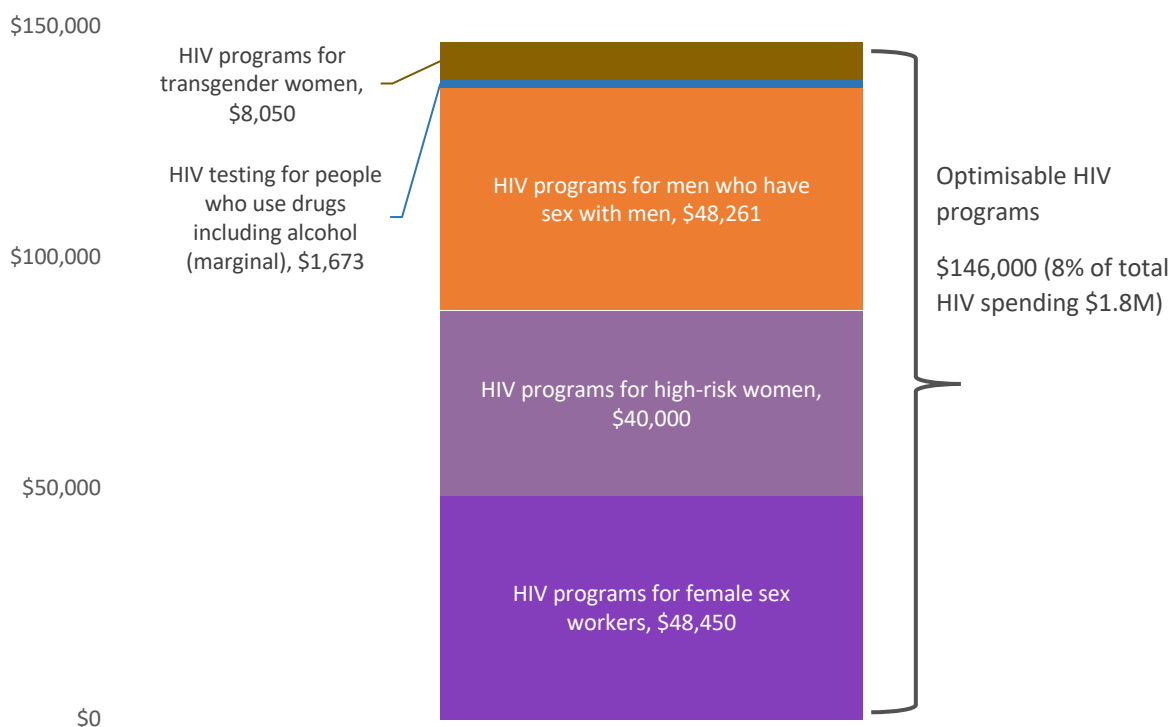 $150,000
HIV programs for
transgender women,
$8,050
HIV testing for people
who use drugs
including alcohol
(marginal), $1,673
$100,000
$50,000
$0
HIV programs for men who have
sex with men, $48,261
HIV programs for high-risk women,
$40,000
HIV programs for female sex
workers, $48,450
Optimisable HIV
programs
$146,000 (8% of total
HIV spending $1.8M)